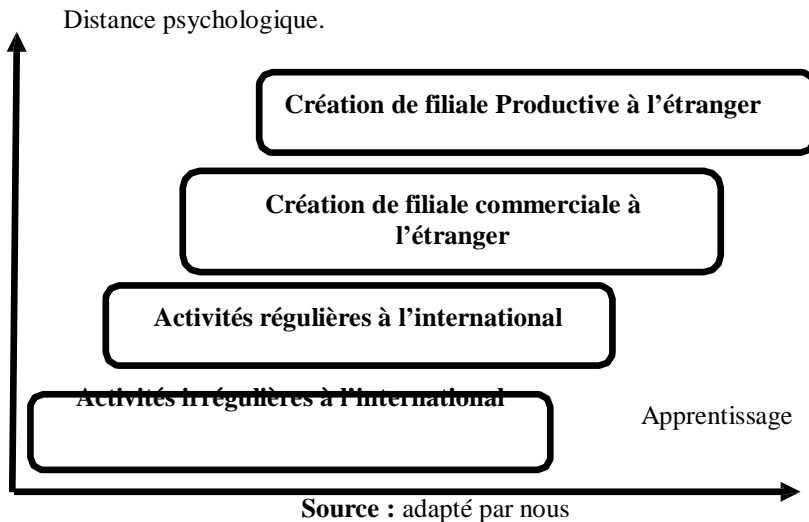 Distance psychologique.
Création de filiale Productive à l’étranger
Création de filiale commerciale à
l’étranger
Activités régulières à l’international
Activités irrégulières à l’international
Apprentissage
Source : adapté par nous